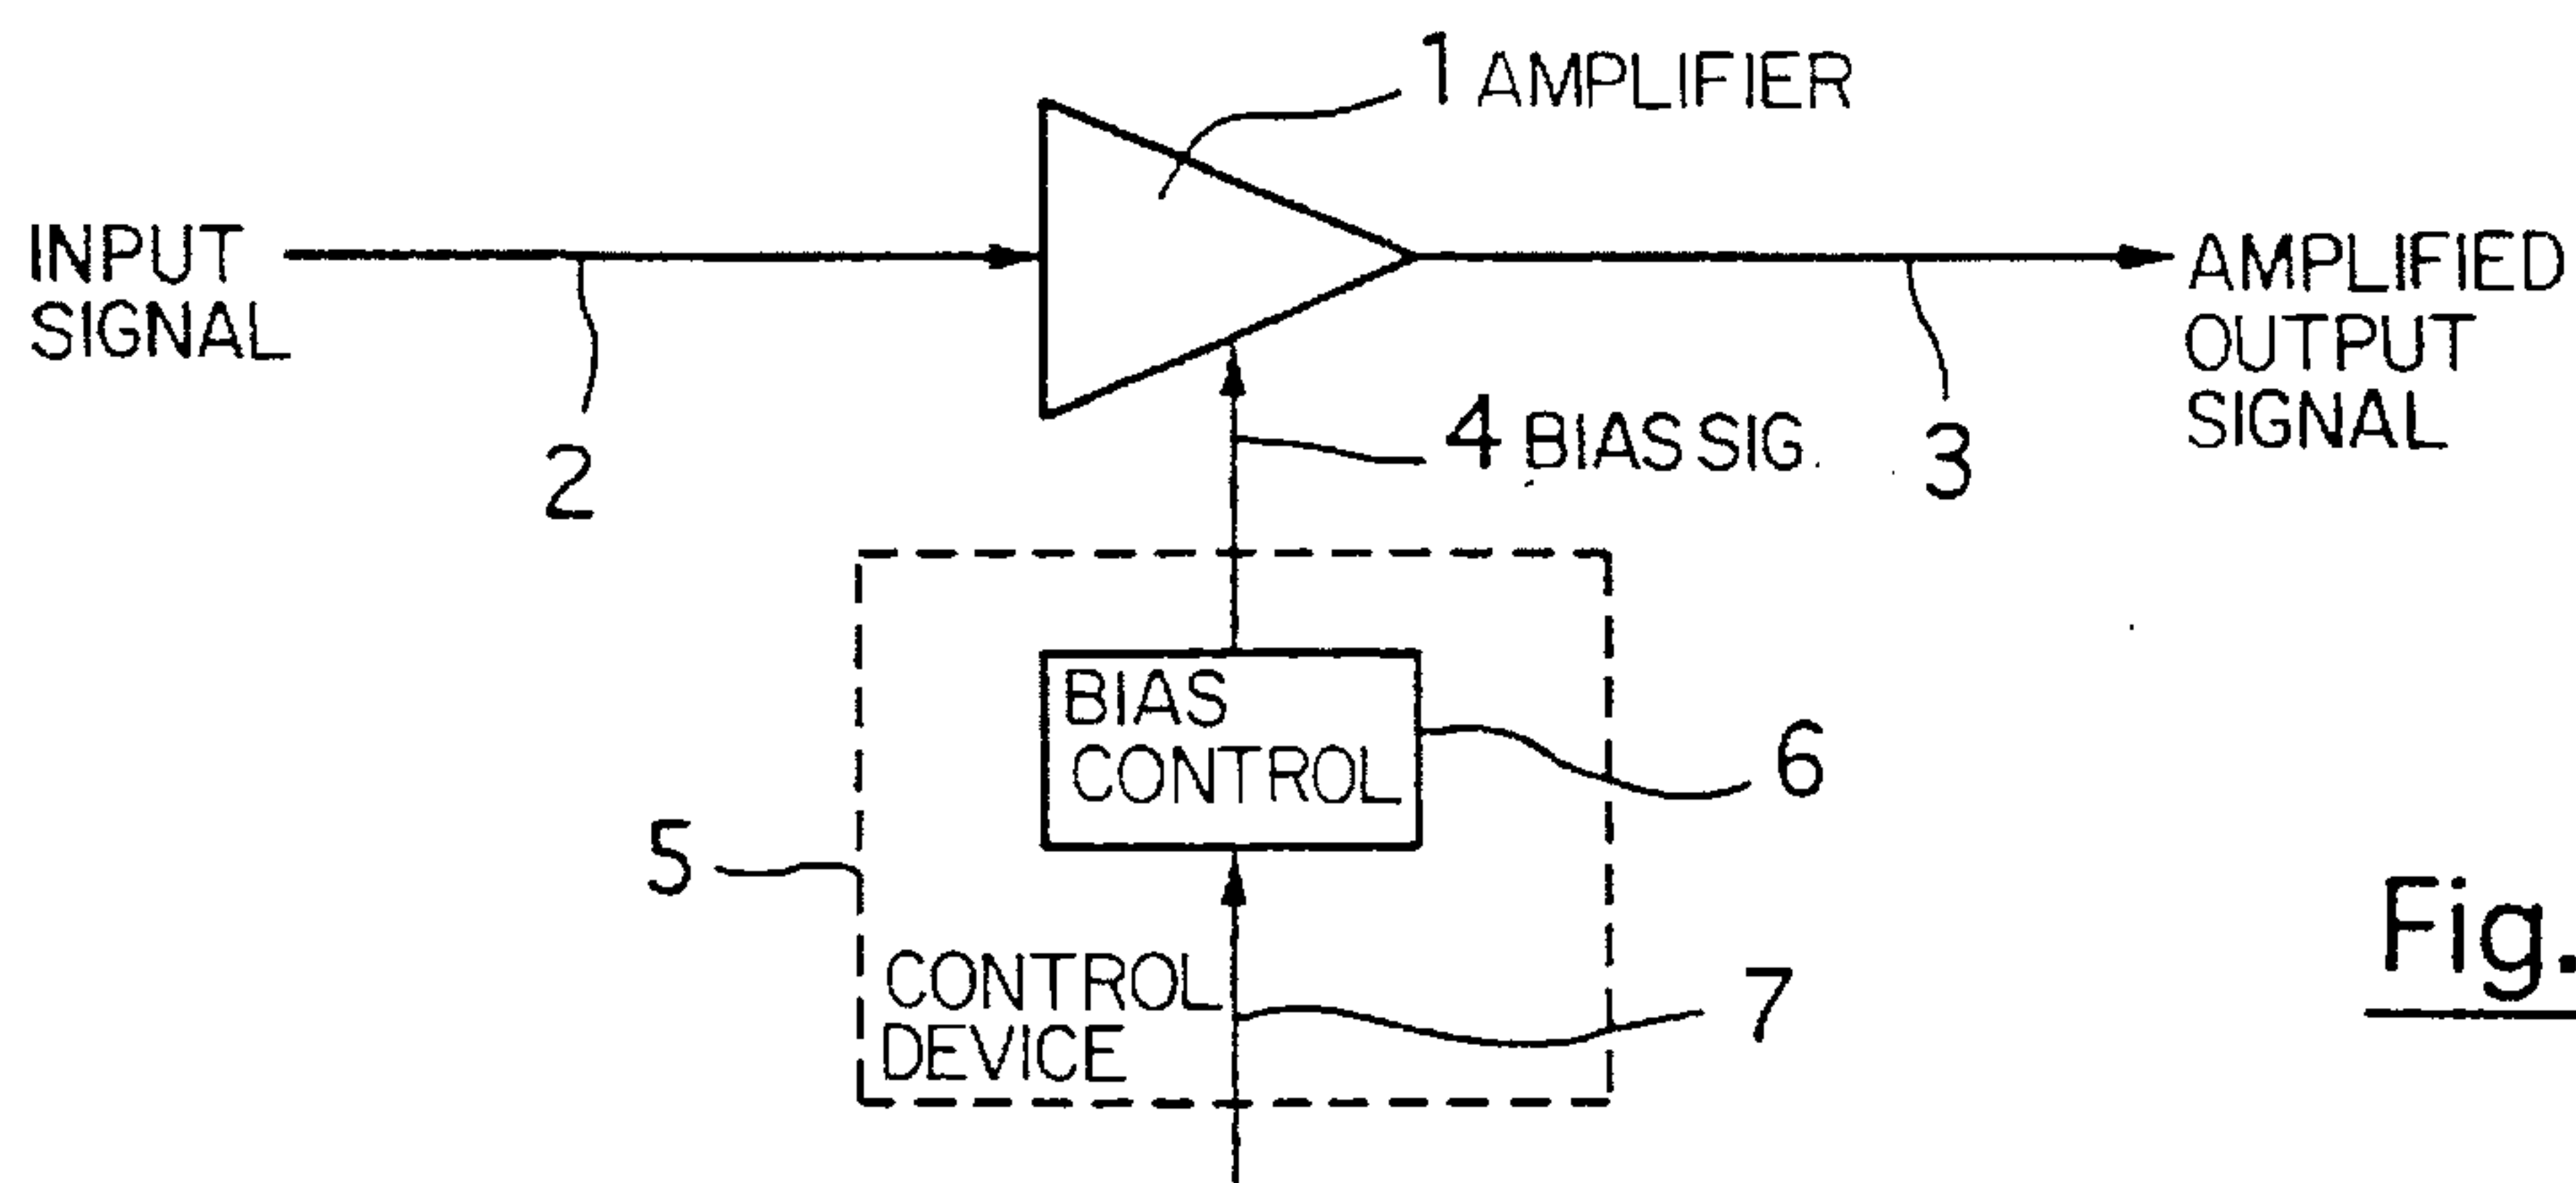 1 AMPLIFIER
INPUT
SIGNAL
2
AMPLIFIED
OUTPUT
SIGNAL
3
4 BIAS SIG.
BIAS
CONTROL
6
5
CONTROL
DEVICE
7
Fig.